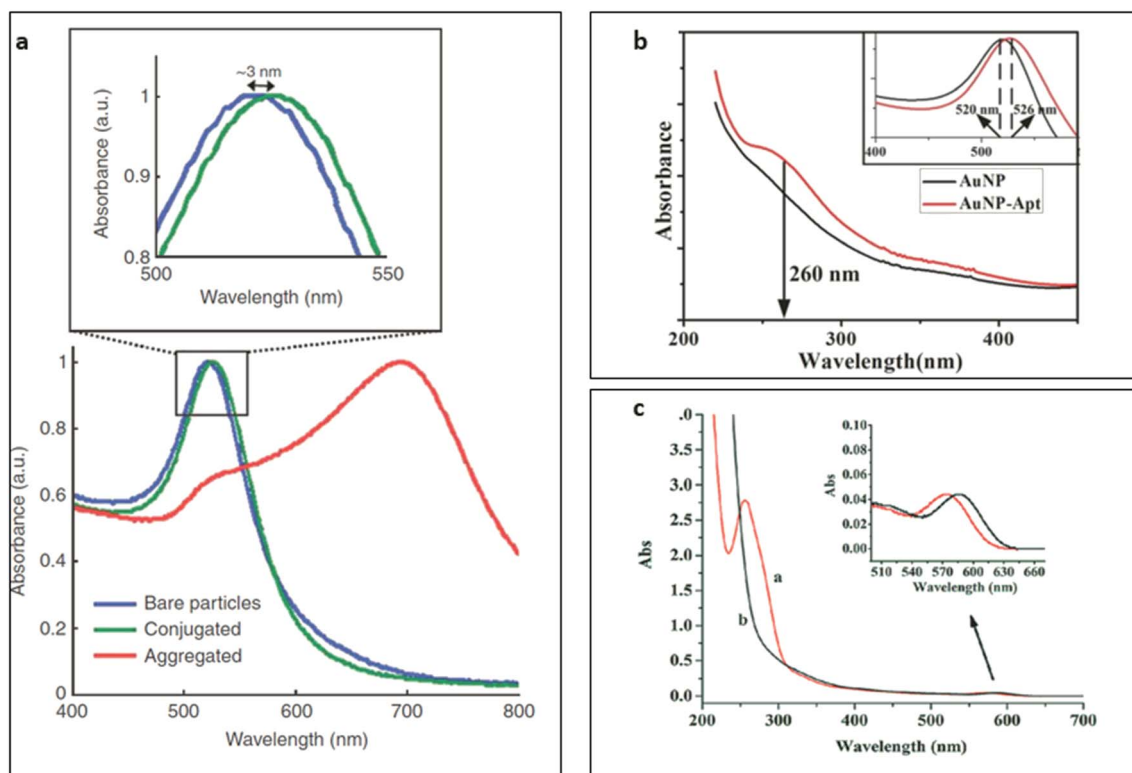 a
~3 nm
1
0.9
0.8
500
550
Absorbance (a.u.)
Wavelength (nm)
1
0.8
0.6
0.4
0.2
0
Absorbance (a.u.)
Bare particles
Conjugated
Aggregated
400
500
600
700
800
Wavelength (nm)
b
Absorbance
520 nm
526 nm
400
500
AuNP
AuNP-Apt
260 nm
200
300
400
Wavelength(nm)
c
.0
3.5
3.0
2.5
2.0
1.5
1.0
0.5
0.0
Abs
a
b
0.10
0.08
0.06
0.04
0.02
0.00
Abs
510
540
570
600
630
660
Wavelength (nm)
200
300
400
500
600
700
Wavelength (nm)